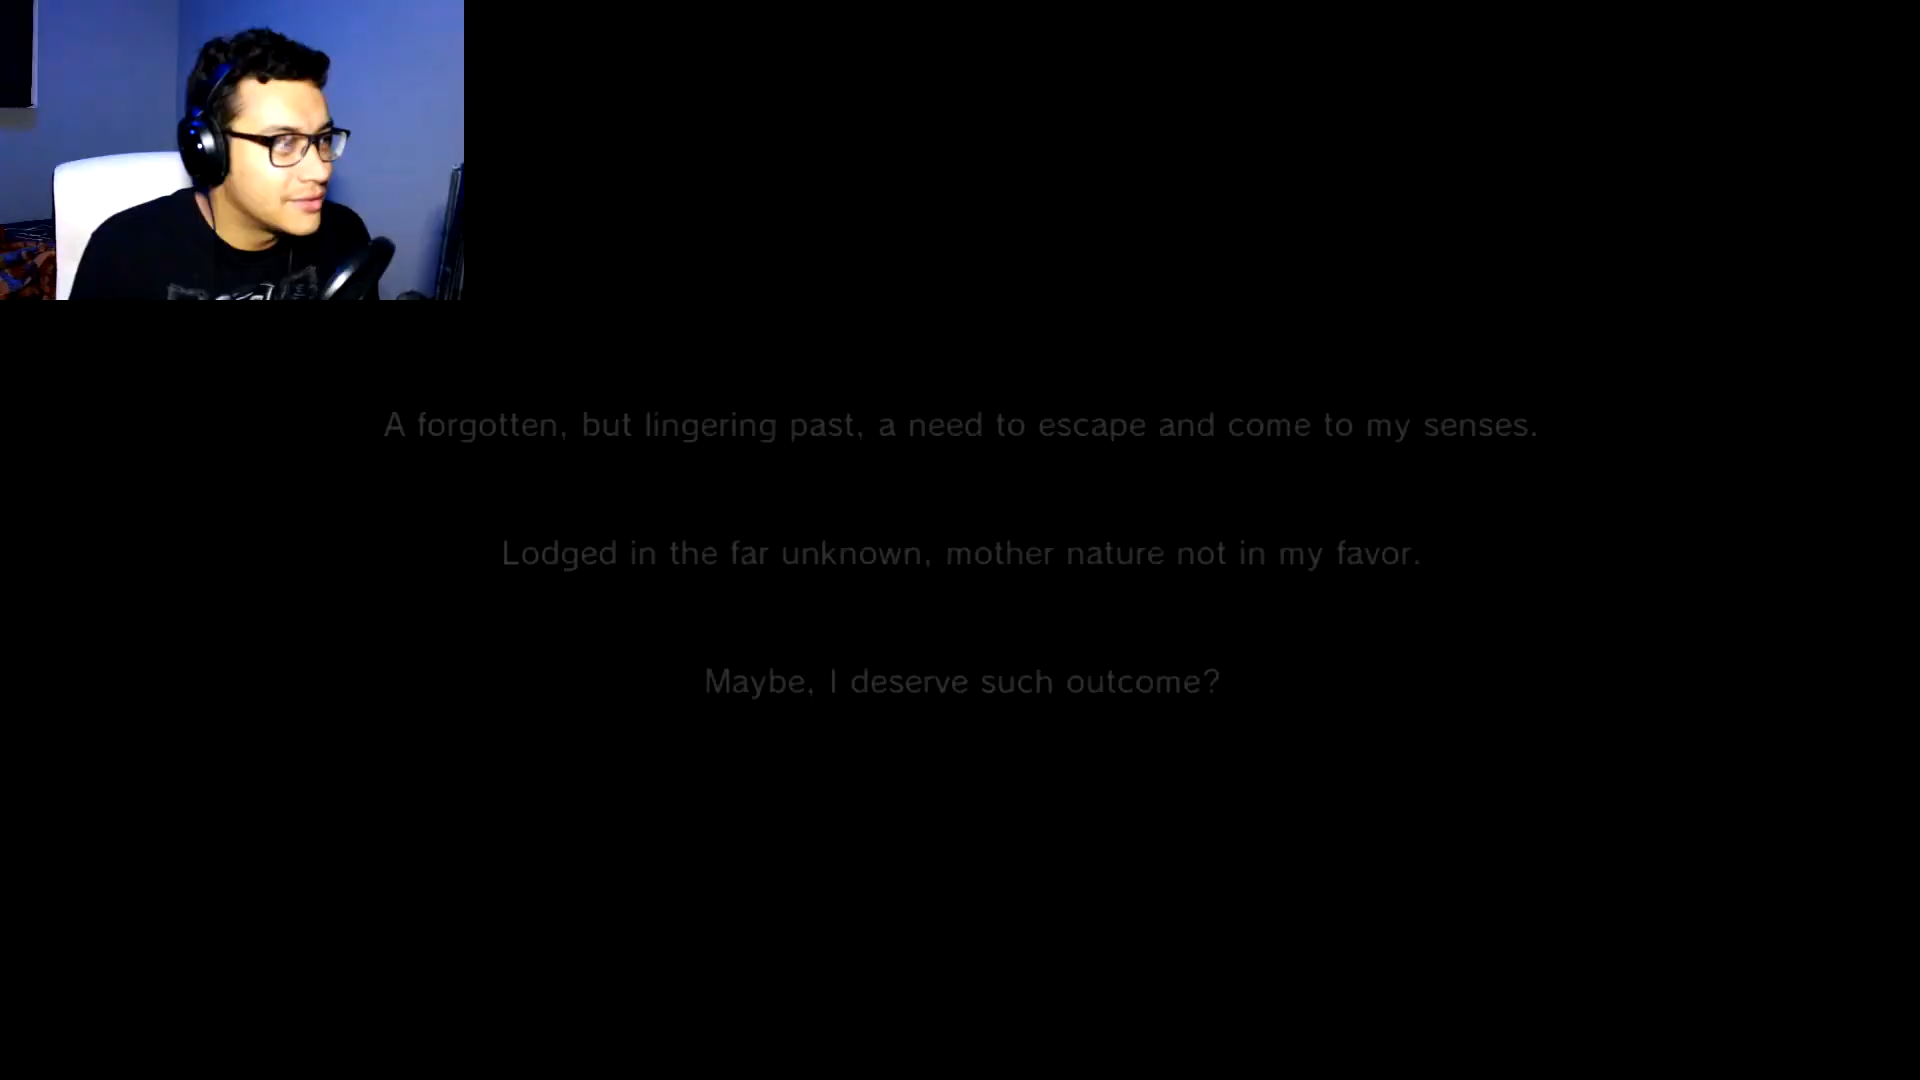 A forgotten, but lingering past, a need to escape and come to my senses.
Lodged in the far unknown, mother nature not in my favor.
Maybe, I deserve such outcome?